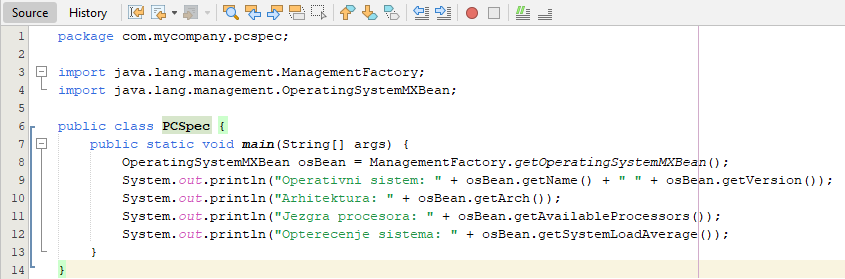 Source History
1 package com.mycompany.pcspec;
2
3 import java.lang.management.ManagementFactory;
4 import java.lang.management.OperatingSystemMXBean;
5
6 public class PCSpec {
7 public static void main(String[] args) {
8 OperatingSystemMXBean osBean = ManagementFactory.getOperatingSystemMXBean();
9 System.out.println("Operativni sistem: " + osBean.getName() + " " + osBean.getVersion());
10 System.out.println("Arhitektura: " + osBean.getArch());
11 System.out.println("Jezgra procesora: " + osBean.getAvailableProcessors());
12 System.out.println("Opterecenje sistema: " + osBean.getSystemLoadAverage());
13 }
14 }